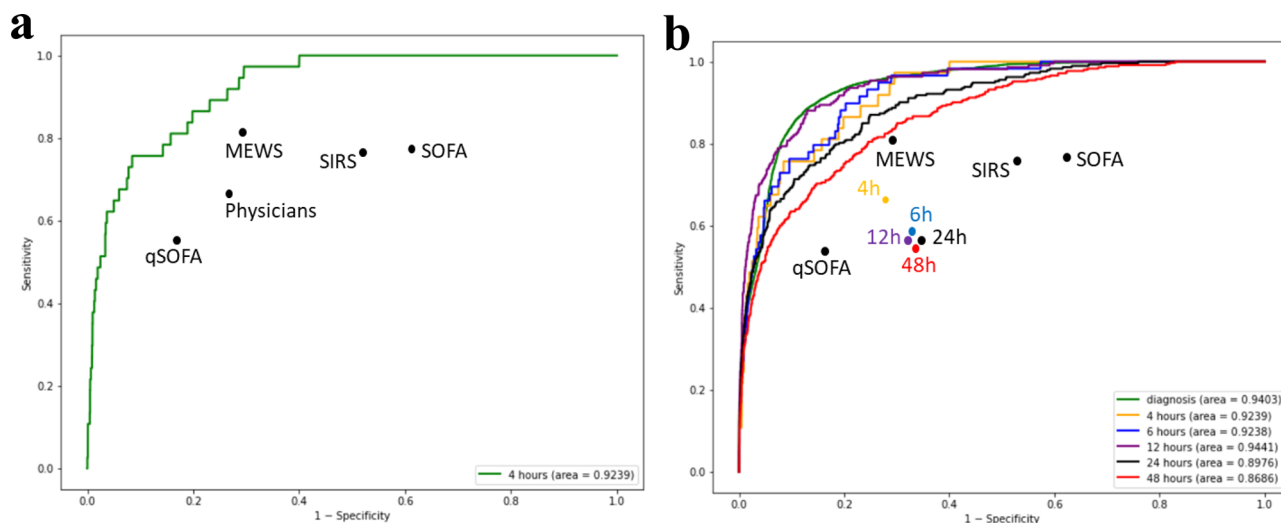 a
1.0
0.8
0.6
0.4
0.2
0.0
Sensitivity
MEWS
SIRS
SOFA
Physicians
qSOFA
4 hours (area = 0.9239)
0.0 0.2 0.4 0.6 0.8 1.0
1 − Specificity
b
1.0
0.8
0.6
0.4
0.2
0.0
Sensitivity
MEWS
SIRS
SOFA
4h
6h
12h
24h
qSOFA
48h
diagnosis (area = 0.9403)
4 hours (area = 0.9239)
6 hours (area = 0.9238)
12 hours (area = 0.9441)
24 hours (area = 0.8976)
48 hours (area = 0.8686)
0.0 0.2 0.4 0.6 0.8 1.0
1 − Specificity